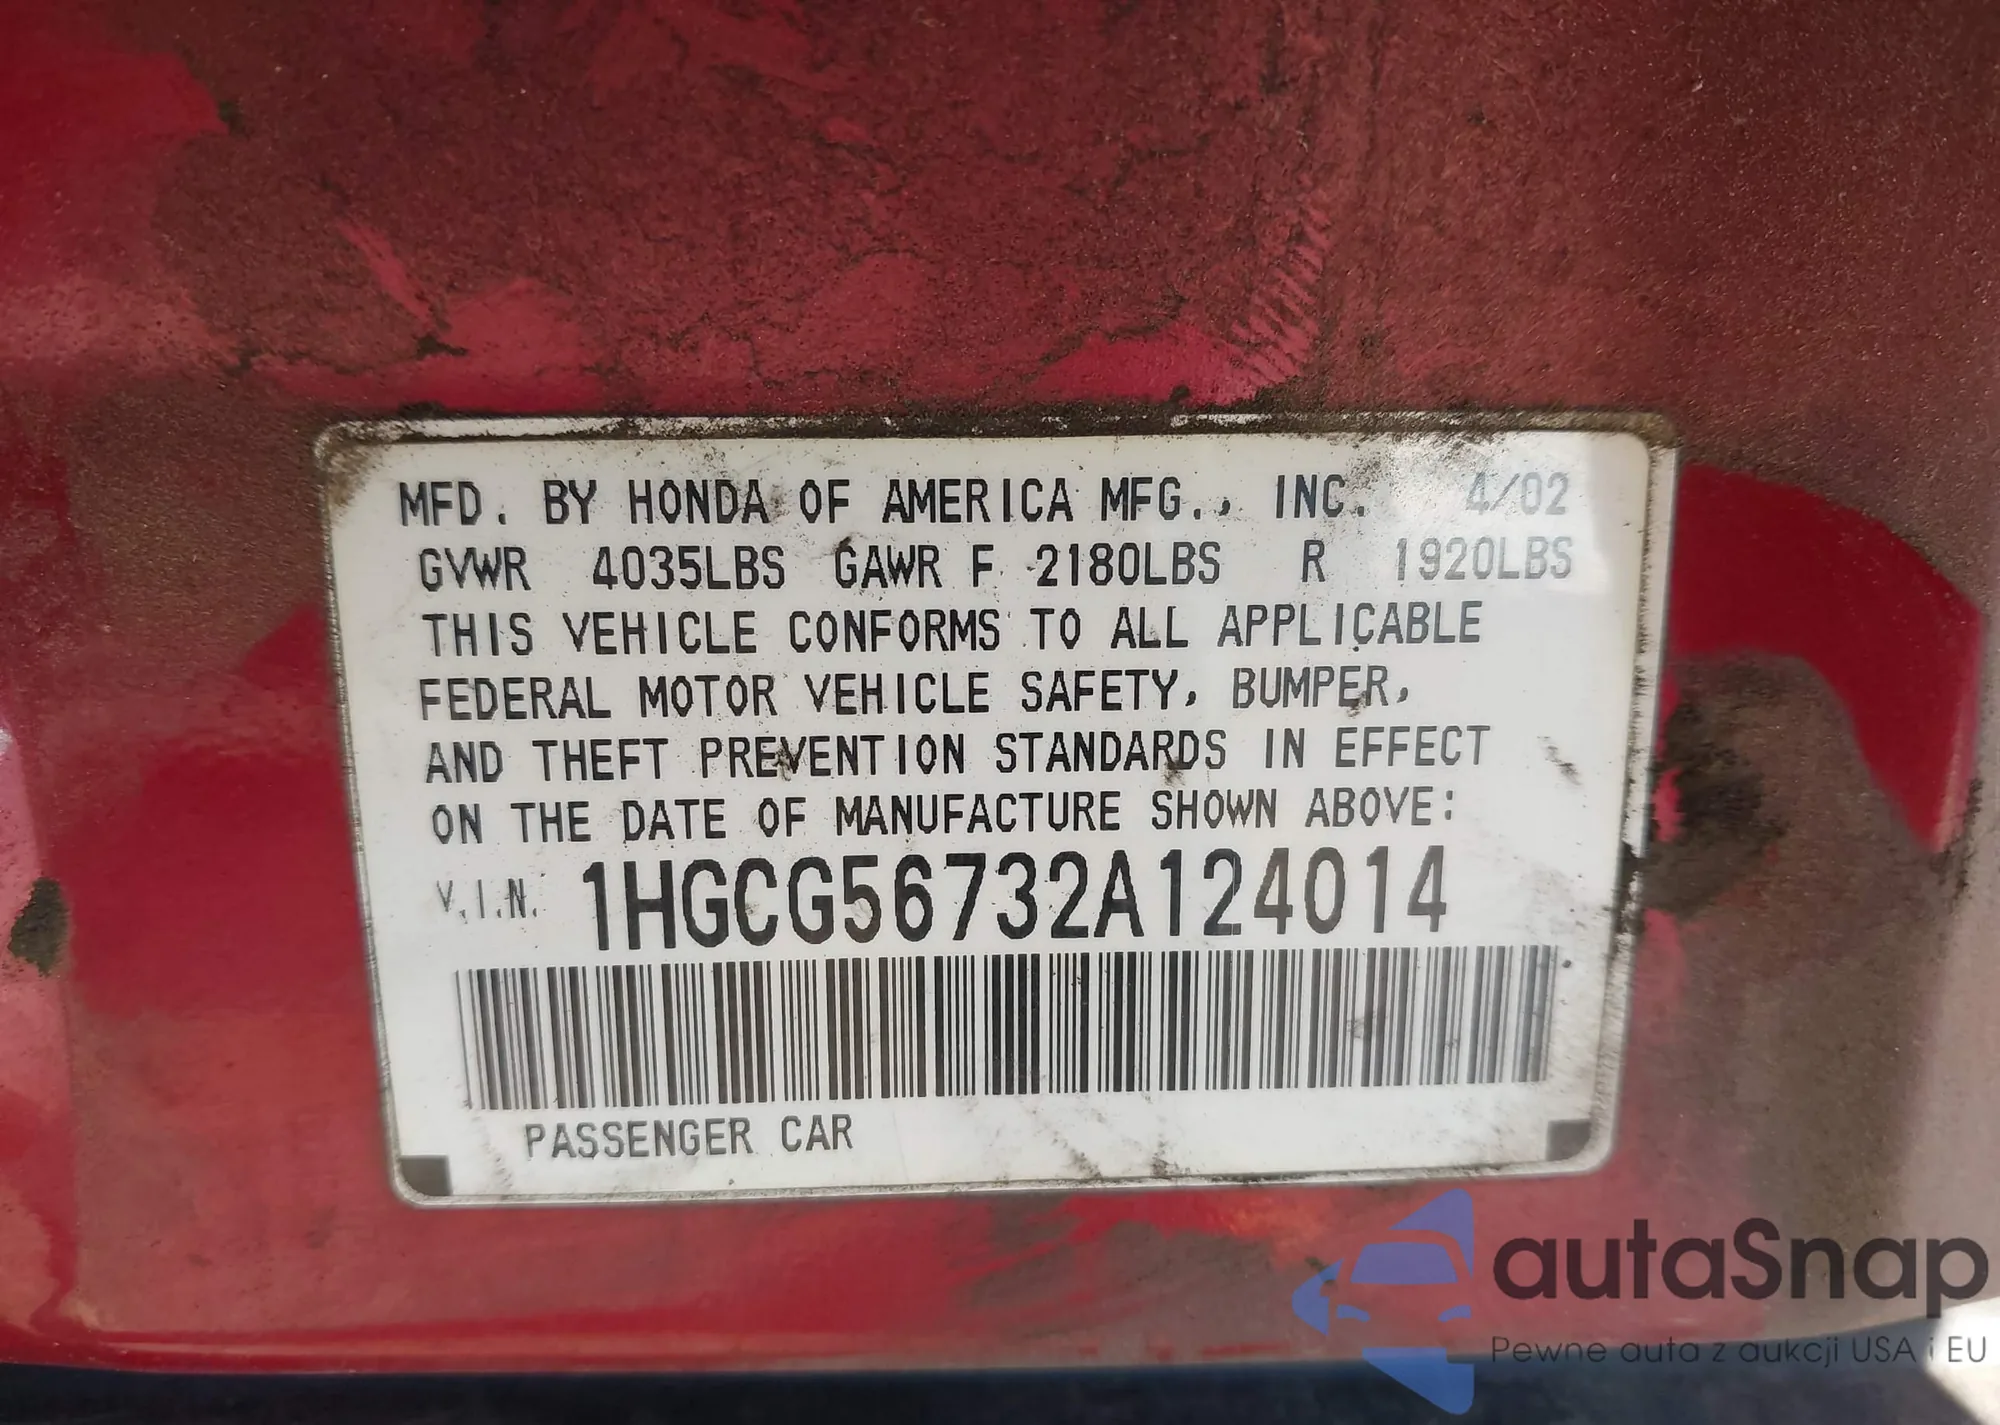 MFD. BY HONDA OF AMERICA MFG., INC. 4/02
GVWR 4035LBS GAWR F 2180LBS R 1920LBS
THIS VEHICLE CONFORMS TO ALL APPLICABLE
FEDERAL MOTOR VEHICLE SAFETY, BUMPER,
AND THEFT PREVENTION STANDARDS IN EFFECT
ON THE DATE OF MANUFACTURE SHOWN ABOVE:
V.I.N. 1HGCG56732A124014
PASSENGER CAR
autaSnap
Pewne auta z aukcji USA i EU